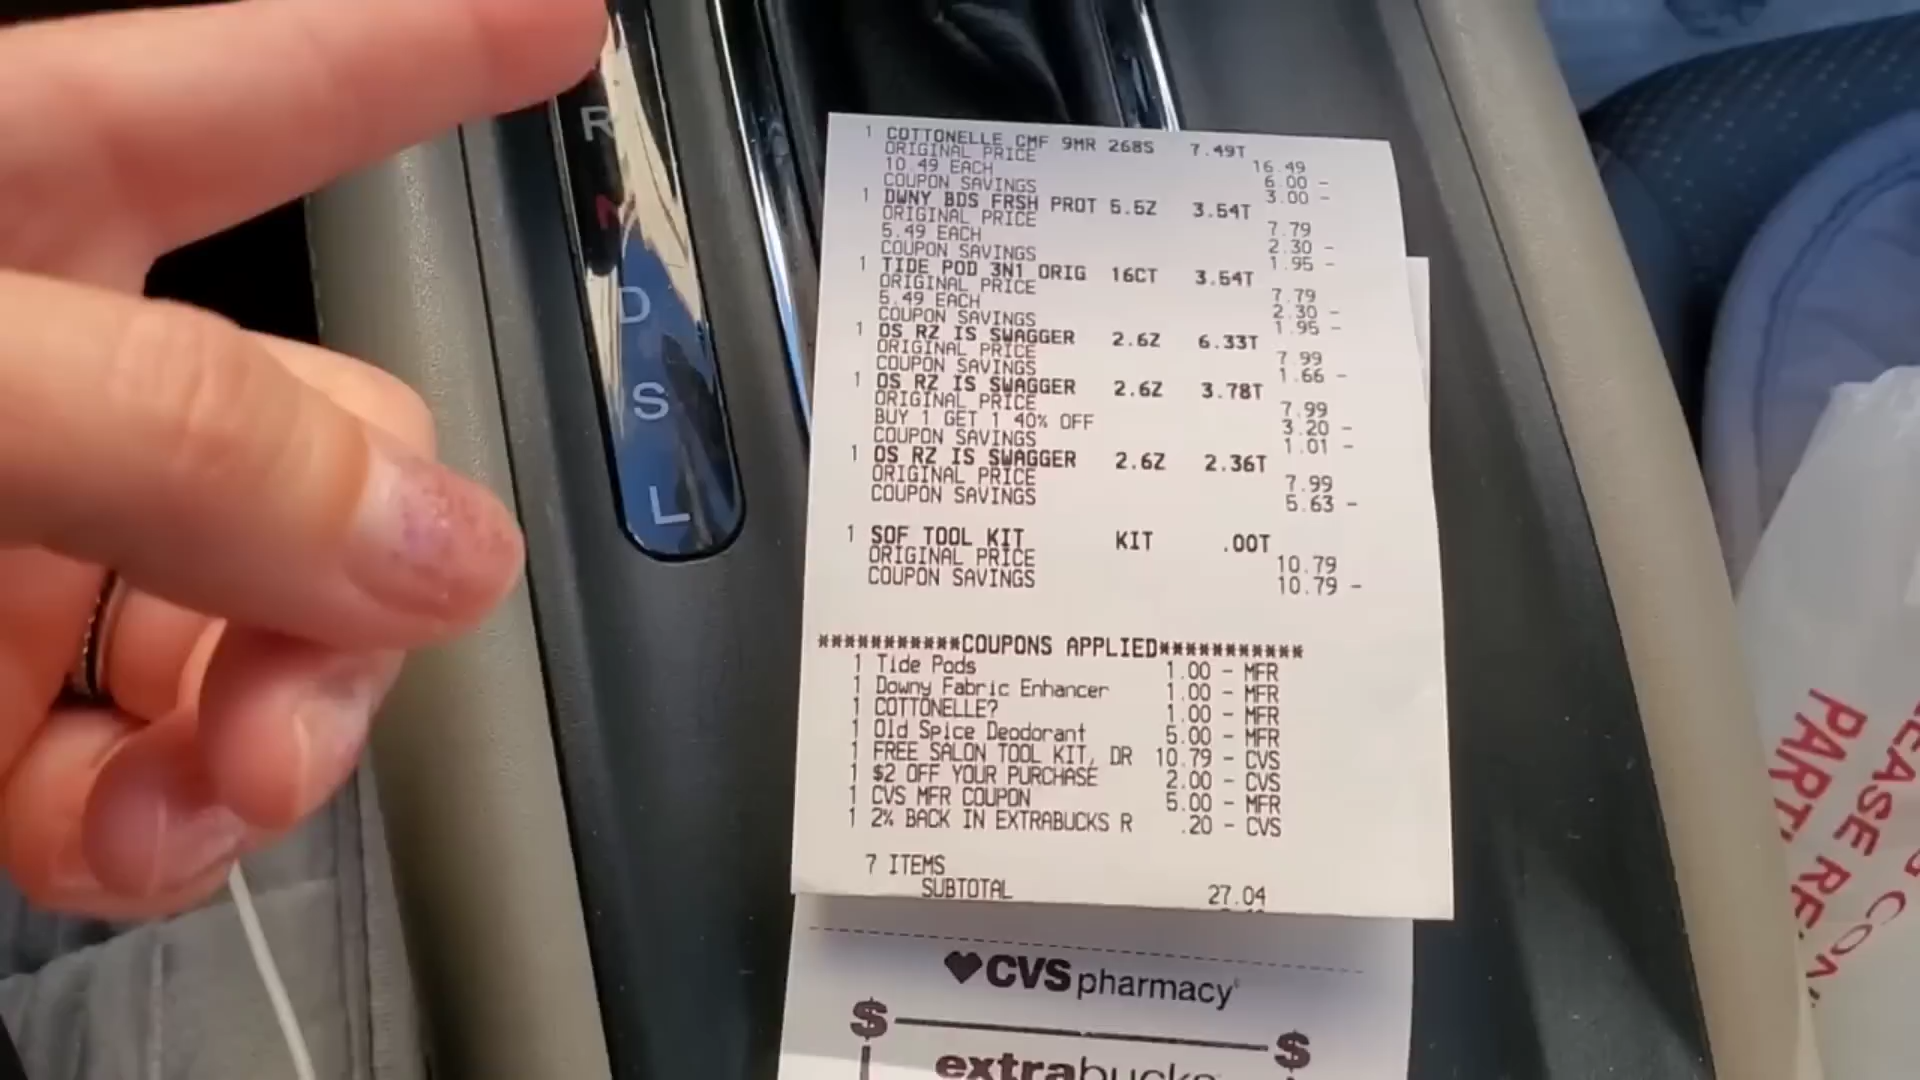 R
N
D
S
L
1 COTTONELLE CMF 9MR 268S 7.49T
ORIGINAL PRICE 16.49
10.49 EACH 6.00 -
COUPON SAVINGS 3.00 -
1 DWNY BDS FRSH PROT 5.5Z 3.54T
ORIGINAL PRICE 7.79
5.49 EACH 2.30 -
COUPON SAVINGS 1.95 -
1 TIDE POD 3N1 ORIG 16CT 3.54T
ORIGINAL PRICE 7.79
5.49 EACH 2.30 -
COUPON SAVINGS 1.95 -
1 OS RZ IS SWAGGER 2.6Z 6.33T
ORIGINAL PRICE 7.99
COUPON SAVINGS 1.66 -
1 OS RZ IS SWAGGER 2.6Z 3.78T
ORIGINAL PRICE 7.99
BUY 1 GET 1 40% OFF 3.20 -
COUPON SAVINGS 1.01 -
1 OS RZ IS SWAGGER 2.6Z 2.36T
ORIGINAL PRICE 7.99
COUPON SAVINGS 5.63 -
1 SOF TOOL KIT KIT .00T
ORIGINAL PRICE 10.79
COUPON SAVINGS 10.79 -
***********COUPONS APPLIED***********
1 Tide Pods 1.00 - MFR
1 Downy Fabric Enhancer 1.00 - MFR
1 COTTONELLE? 1.00 - MFR
1 Old Spice Deodorant 5.00 - MFR
1 FREE SALON TOOL KIT, DR 10.79 - CVS
1 $2 OFF YOUR PURCHASE 2.00 - CVS
1 CVS MFR COUPON 5.00 - MFR
1 2% BACK IN EXTRABUCKS R .20 - CVS
7 ITEMS
SUBTOTAL 27.04
CVS pharmacy
$ $
extrabucks
PLEASE RE
PART